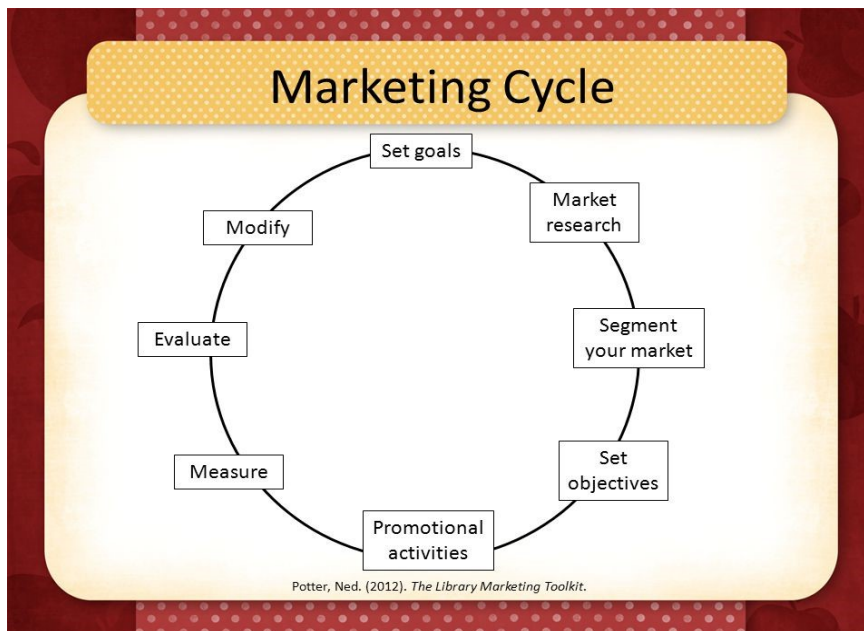 Marketing Cycle
Set goals
Market
research
Segment
your market
Set
objectives
Promotional
activities
Measure
Evaluate
Modify
Potter, Ned. (2012). The Library Marketing Toolkit.